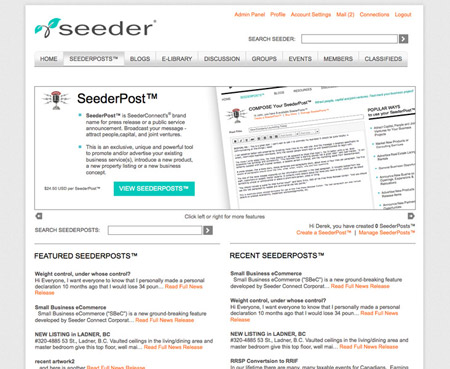 Admin Panel Profile Account Settings Mail (2) Connections Logout
seeder®
SEARCH SEEDER:
HOME SEEDERPOSTS™ BLOGS E-LIBRARY DISCUSSION GROUPS EVENTS MEMBERS CLASSIFIEDS
SeederPost™
SeederPost™ is SeederConnect's® brand
name for press release or a public service
announcement. Broadcast your message -
attract people,capital, and joint ventures.
This is an exclusive, unique and powerful tool
to promote and/or advertise your existing
business service(s), introduce a new product,
a new property listing or a new business
concept.
$24.50 USD per SeederPost™
VIEW SEEDERPOSTS™
COMPOSE Your SeederPost™
POPULAR WAYS
to use your
Click left or right for more features
SEARCH SEEDERPOSTS:
Hi Derek, you have created 0 SeederPosts™
Create a SeederPost™ | Manage SeederPosts™
FEATURED SEEDERPOSTS™
Weight control, under whose control?
Hi Everyone, I want everyone to know that I personally made a personal
declaration 10 months ago that I would lose 34 poun... Read Full News
Release
Small Business eCommerce
Small Business eCommerce ("SBeC") is a new ground-breaking feature
developed by Seeder Connect Corporat... Read Full News Release
NEW LISTING in LADNER, BC
#320-4885 53 St., Ladner, B.C. Vaulted ceilings in the living/dining area and
master bedroom give this top floor, well mai... Read Full News Release
recent artwork2
and here is another Read Full News Release
RECENT SEEDERPOSTS™
Small Business eCommerce
Small Business eCommerce ("SBeC") is a new ground-breaking feature
developed by Seeder Connect Corporat... Read Full News Release
Weight control, under whose control?
Hi Everyone, I want everyone to know that I personally made a personal
declaration 10 months ago that I would lose 34 poun... Read Full News
Release
NEW LISTING in LADNER, BC
#320-4885 53 St., Ladner, B.C. Vaulted ceilings in the living/dining area and
master bedroom give this top floor, well mai... Read Full News Release
RRSP Convertsion to RRIF
In our lifetime there are many, many taxable events for Canadians. Earning